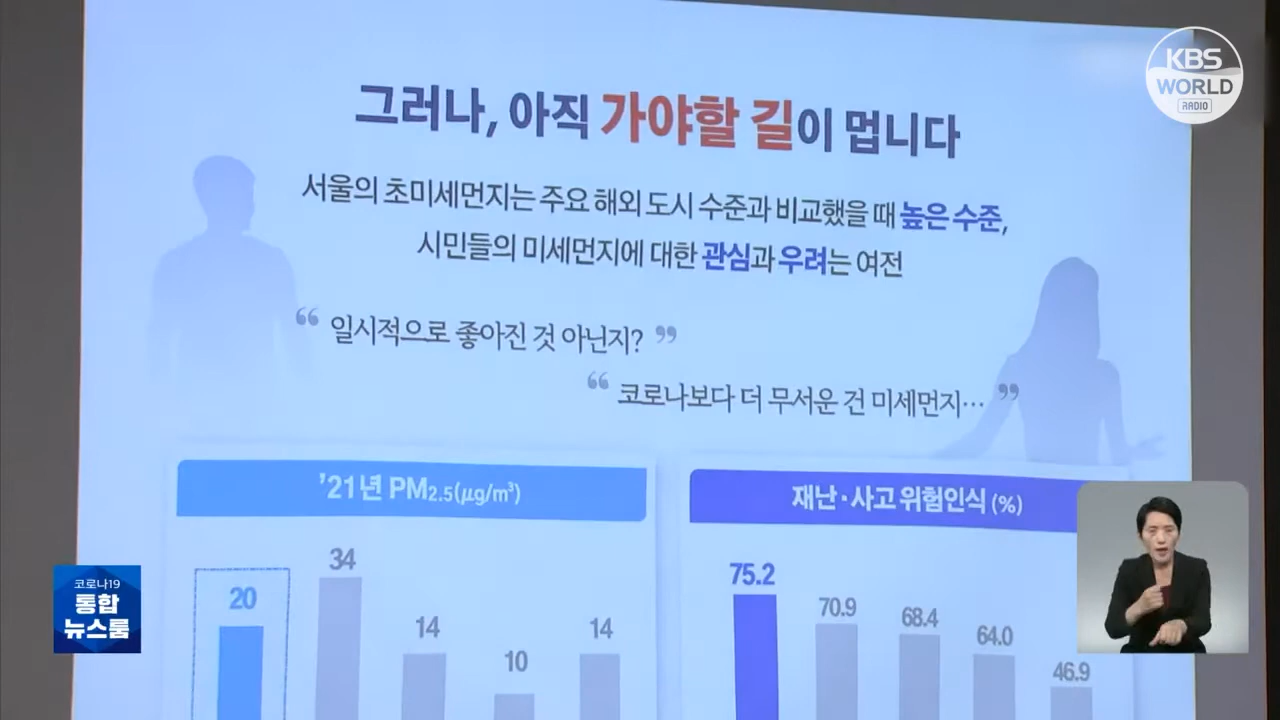 KBS
WORLD
RADIO
그러나, 아직 가야할 길이 멉니다
서울의 초미세먼지는 주요 해외 도시 수준과 비교했을 때 높은 수준,
시민들의 미세먼지에 대한 관심과 우려는 여전
“ 일시적으로 좋아진 것 아닌지? ”
“ 코로나보다 더 무서운 건 미세먼지… ”
’21년 PM2.5(μg/m³)
20
34
14
10
14
재난·사고 위험인식 (%)
75.2
70.9
68.4
64.0
46.9
코로나19
통합
뉴스룸